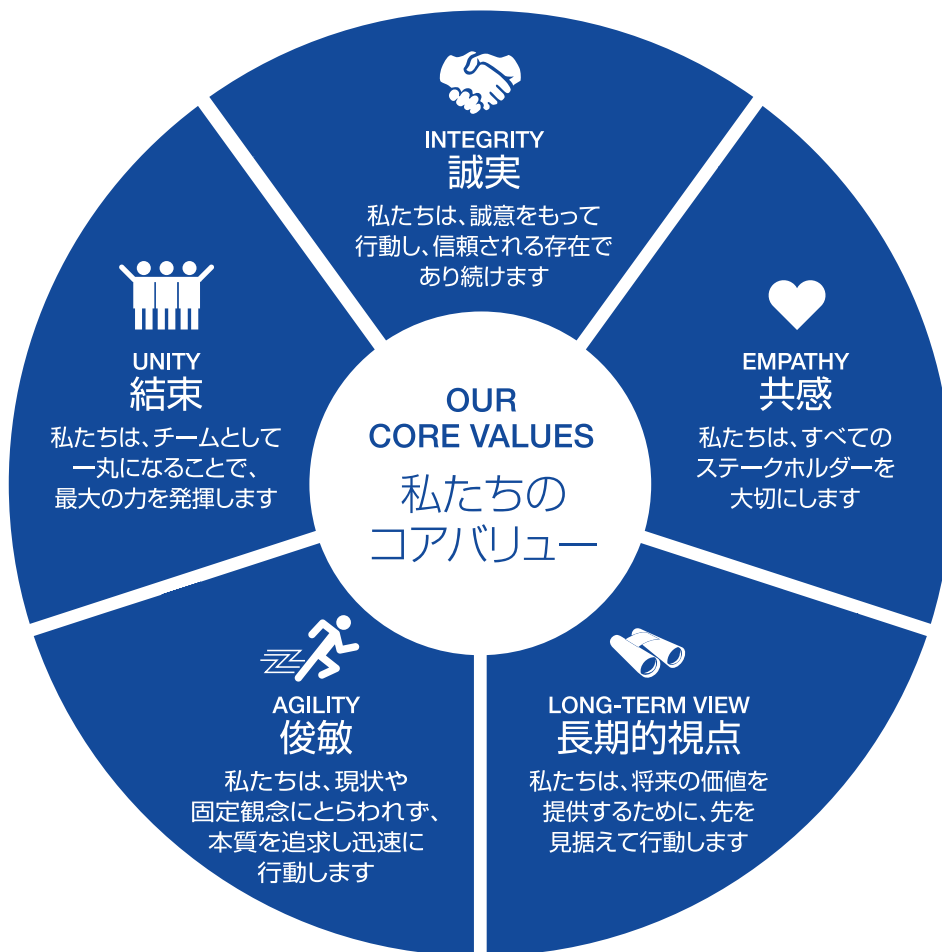 INTEGRITY
誠実
私たちは、誠意をもって
行動し、信頼される存在で
あり続けます
UNITY
結束
私たちは、チームとして
一丸になることで、
最大の力を発揮します
EMPATHY
共感
私たちは、すべての
ステークホルダーを
大切にします
OUR
CORE VALUES
私たちの
コアバリュー
AGILITY
俊敏
私たちは、現状や
固定観念にとらわれず、
本質を追求し迅速に
行動します
LONG-TERM VIEW
長期的視点
私たちは、将来の価値を
提供するために、先を
見据えて行動します